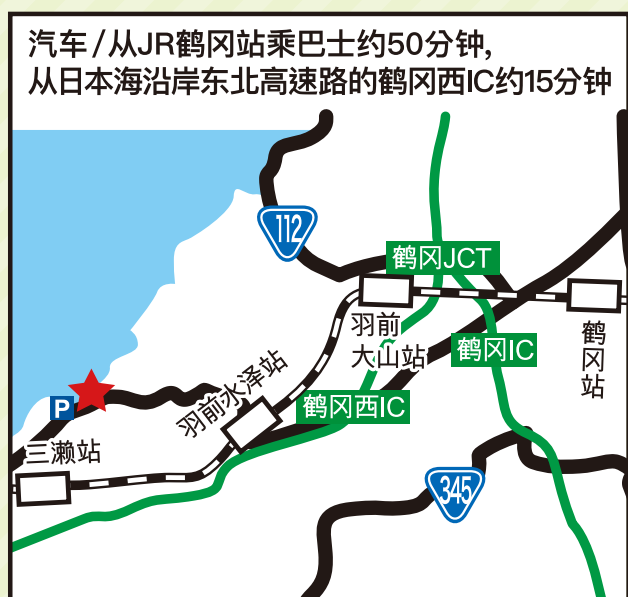 汽车/从JR鹤冈站乘巴士约50分钟,
从日本海沿岸东北高速路的鹤冈西IC约15分钟
112
鹤冈JCT
羽前
大山站
鹤冈IC
鹤冈站
羽前水泽站
鹤冈西IC
P
三濑站
345